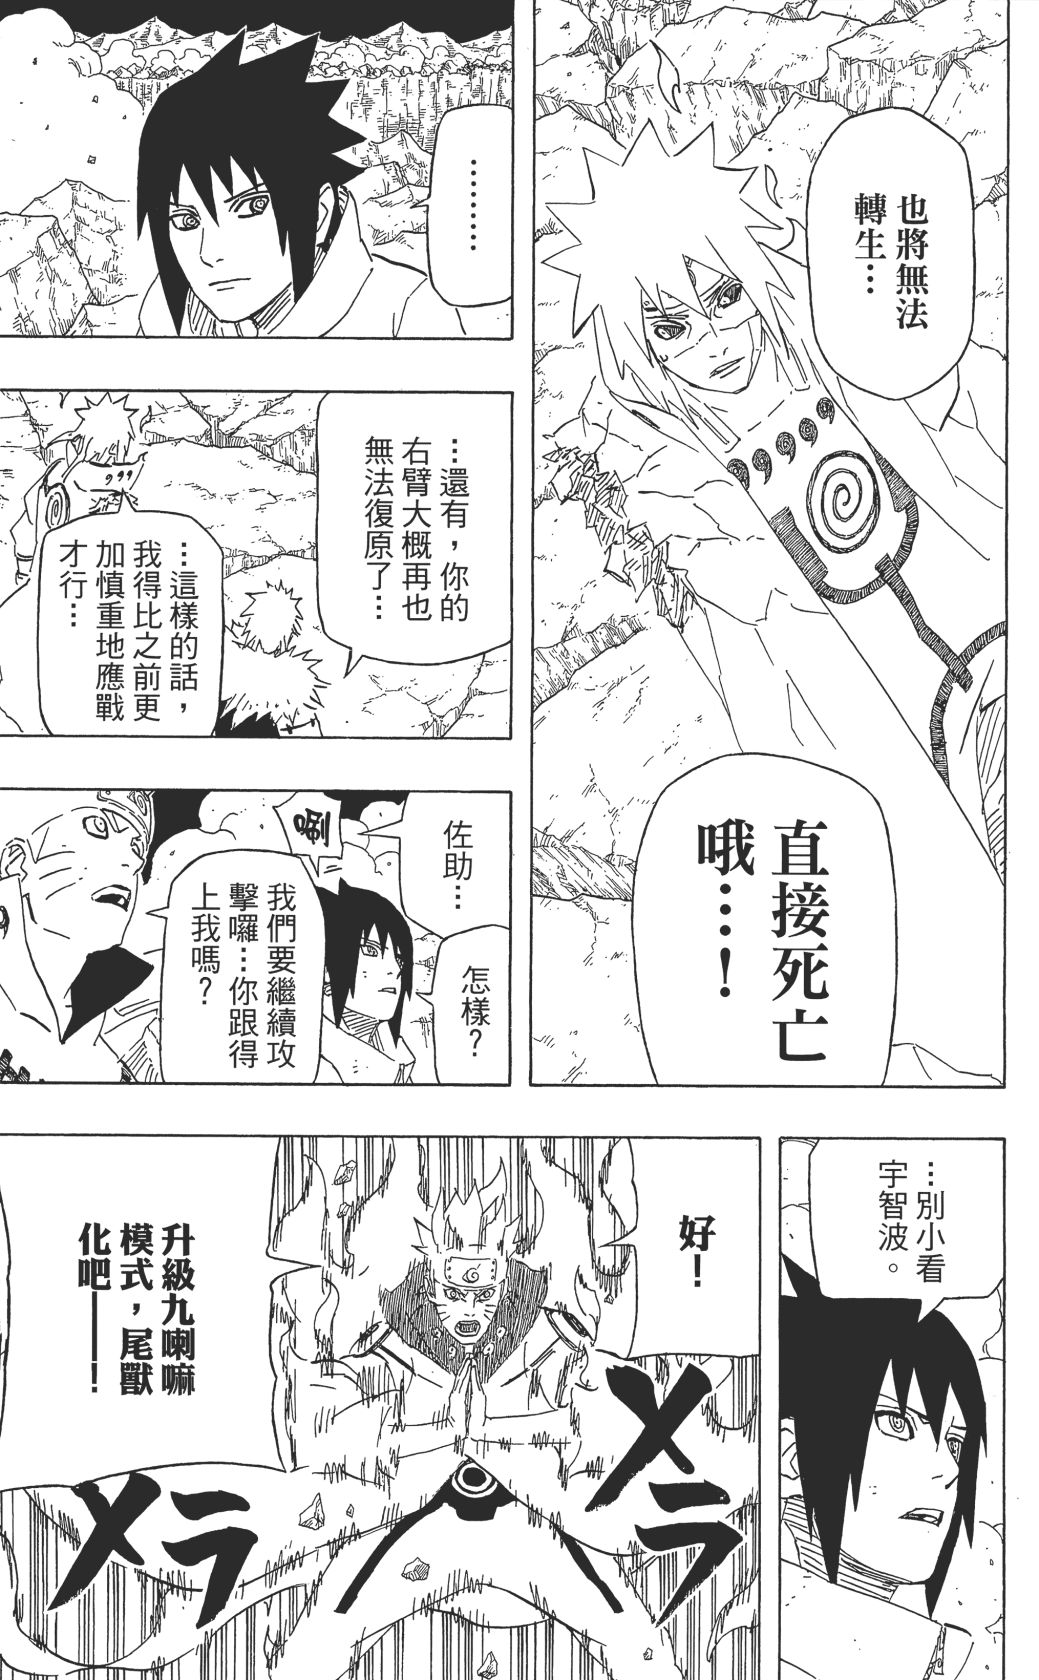 也將無法
轉生…
直接死亡
哦……！
………
…還有，你的
右臂大概再也
無法復原了…
…這樣的話，
我得比之前更
加慎重地應戰
才行…
佐助…
怎樣？
我們要繼續攻
擊囉…你跟得
上我嗎？
…別小看
宇智波。
好！
升級九喇嘛
模式，尾獸
化吧——！
メラ
メラ